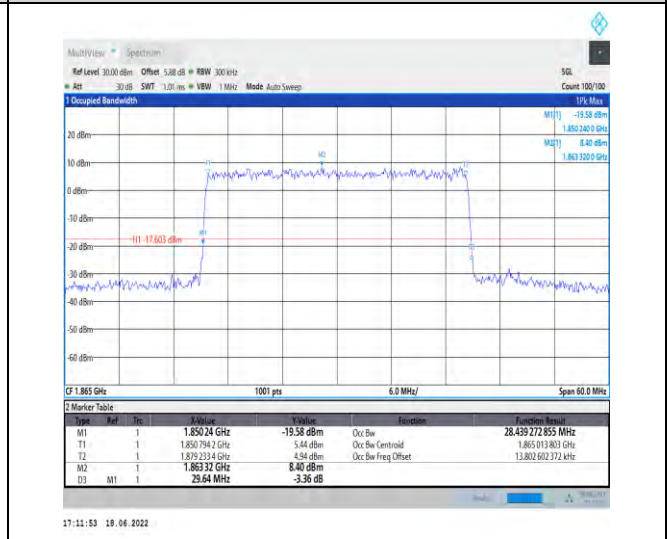 MultiView Spectrum
Ref Level 30.00 dBm Offset 5.88 dB RBW 300 kHz SGL
Att 30 dB SWT 1.01 ms VBW 1 MHz Mode Auto Sweep Count 100/100
1 Occupied Bandwidth 1Pk Max
M1[1] -19.58 dBm
1.850 240 0 GHz
M2[1] 8.40 dBm
1.863 320 0 GHz
20 dBm
10 dBm
0 dBm
-10 dBm
H1 -17.603 dBm
-20 dBm
-30 dBm
-40 dBm
-50 dBm
-60 dBm
T1
M2
T2
M1
CF 1.865 GHz 1001 pts 6.0 MHz/ Span 60.0 MHz
2 Marker Table
Type Ref Trc X-Value Y-Value Function Function Result
M1 1 1.850 24 GHz -19.58 dBm Occ Bw 28.439 272 855 MHz
T1 1 1.850 794 2 GHz 5.44 dBm Occ Bw Centroid 1.865 013 803 GHz
T2 1 1.879 233 4 GHz 4.94 dBm Occ Bw Freq Offset 13.802 602 372 kHz
M2 1 1.863 32 GHz 8.40 dBm
D3 M1 1 29.64 MHz -3.36 dB
17:11:53 18.06.2022